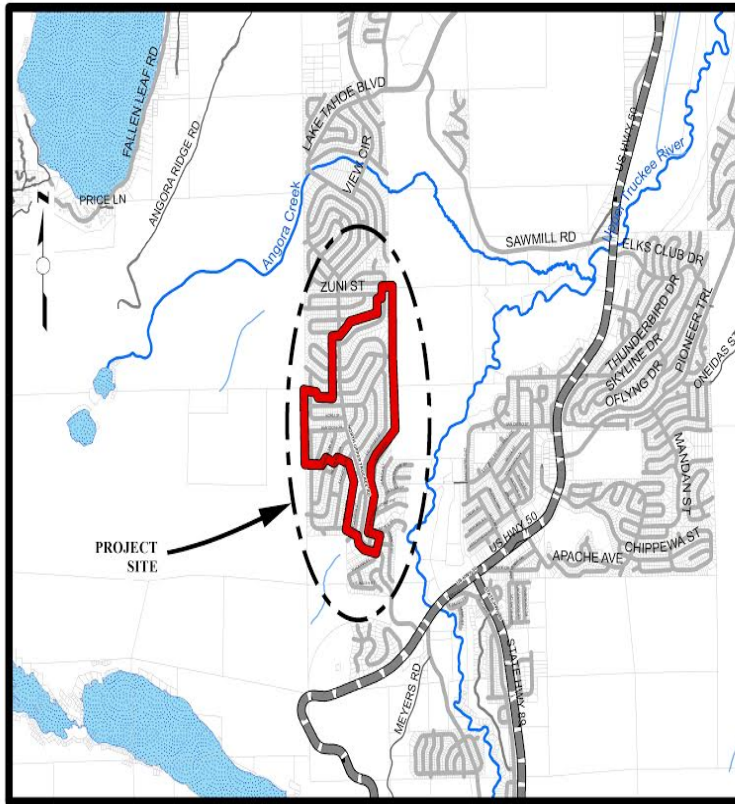 FALLEN LEAF RD
ANGORA RIDGE RD
PRICE LN
LAKE TAHOE BLVD
VIEW CIR
Angora Creek
US HWY 50
Upper Truckee River
SAWMILL RD
ELKS CLUB DR
ZUNI ST
THUNDERBIRD DR
SKYLINE DR
OFLYNG DR
PIONEER TRL
ONEIDAS ST
MANDAN ST
PROJECT
SITE
US HWY 50
APACHE AVE
CHIPPEWA ST
STATE HWY 89
MEYERS RD